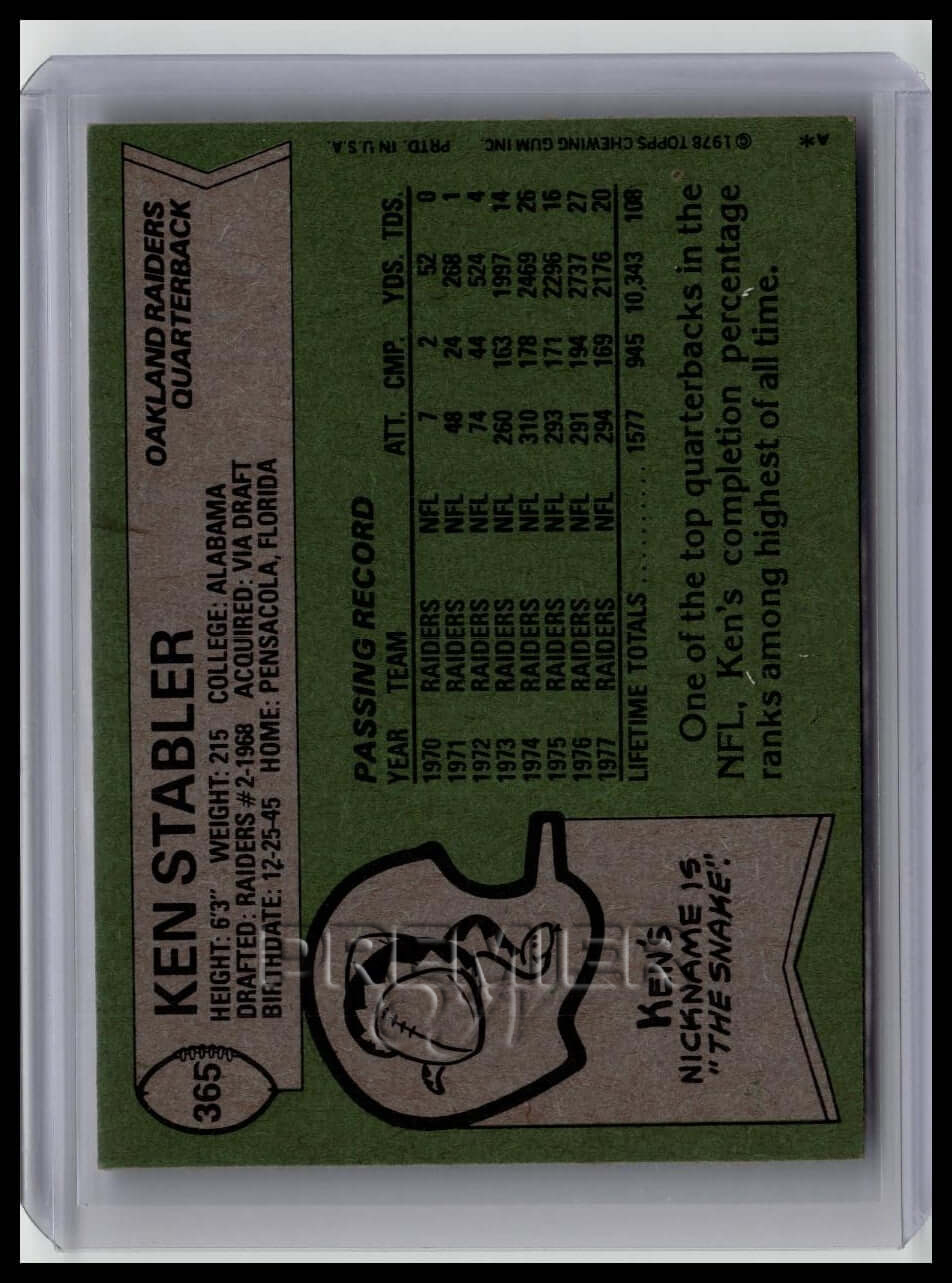 365
KEN STABLER
OAKLAND RAIDERS
QUARTERBACK
HEIGHT: 6'3" WEIGHT: 215 COLLEGE: ALABAMA
DRAFTED: RAIDERS #2-1968 ACQUIRED: VIA DRAFT
BIRTHDATE: 12-25-45 HOME: PENSACOLA, FLORIDA
PASSING RECORD
YEAR TEAM ATT. CMP. YDS. TDS.
1970 RAIDERS NFL 7 2 52 0
1971 RAIDERS NFL 48 24 268 1
1972 RAIDERS NFL 74 44 524 4
1973 RAIDERS NFL 260 163 1997 14
1974 RAIDERS NFL 310 178 2469 26
1975 RAIDERS NFL 293 171 2296 16
1976 RAIDERS NFL 291 194 2737 27
1977 RAIDERS NFL 294 169 2176 20
LIFETIME TOTALS.......... 1577 945 10,343 108
One of the top quarterbacks in the
NFL, Ken's completion percentage
ranks among highest of all time.
KEN'S
NICKNAME IS
"THE SNAKE".
PREMIER
A**
©1978 TOPPS CHEWING GUM INC. PRTD. IN U.S.A.